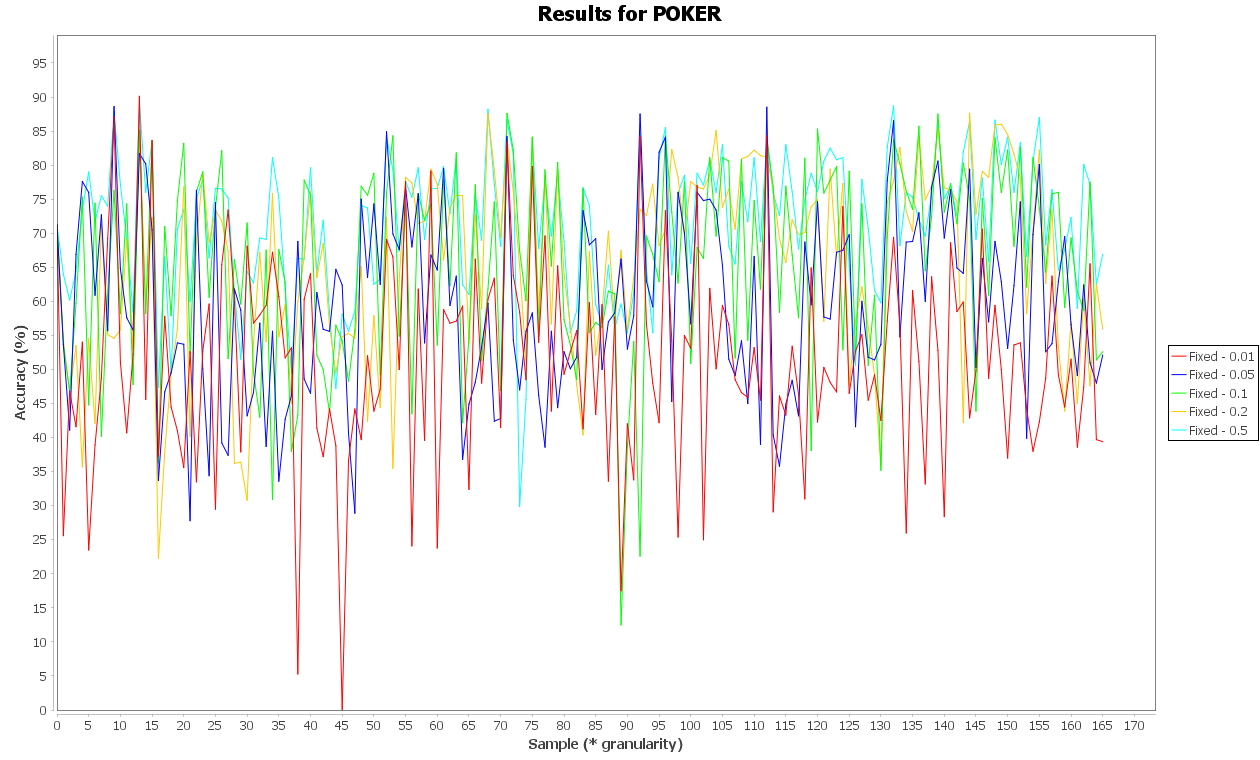 Results for POKER
Accuracy (%)
95
90
85
80
75
70
65
60
55
50
45
40
35
30
25
20
15
10
5
0
0 5 10 15 20 25 30 35 40 45 50 55 60 65 70 75 80 85 90 95 100 105 110 115 120 125 130 135 140 145 150 155 160 165 170
Sample (* granularity)
Fixed - 0.01
Fixed - 0.05
Fixed - 0.1
Fixed - 0.2
Fixed - 0.5